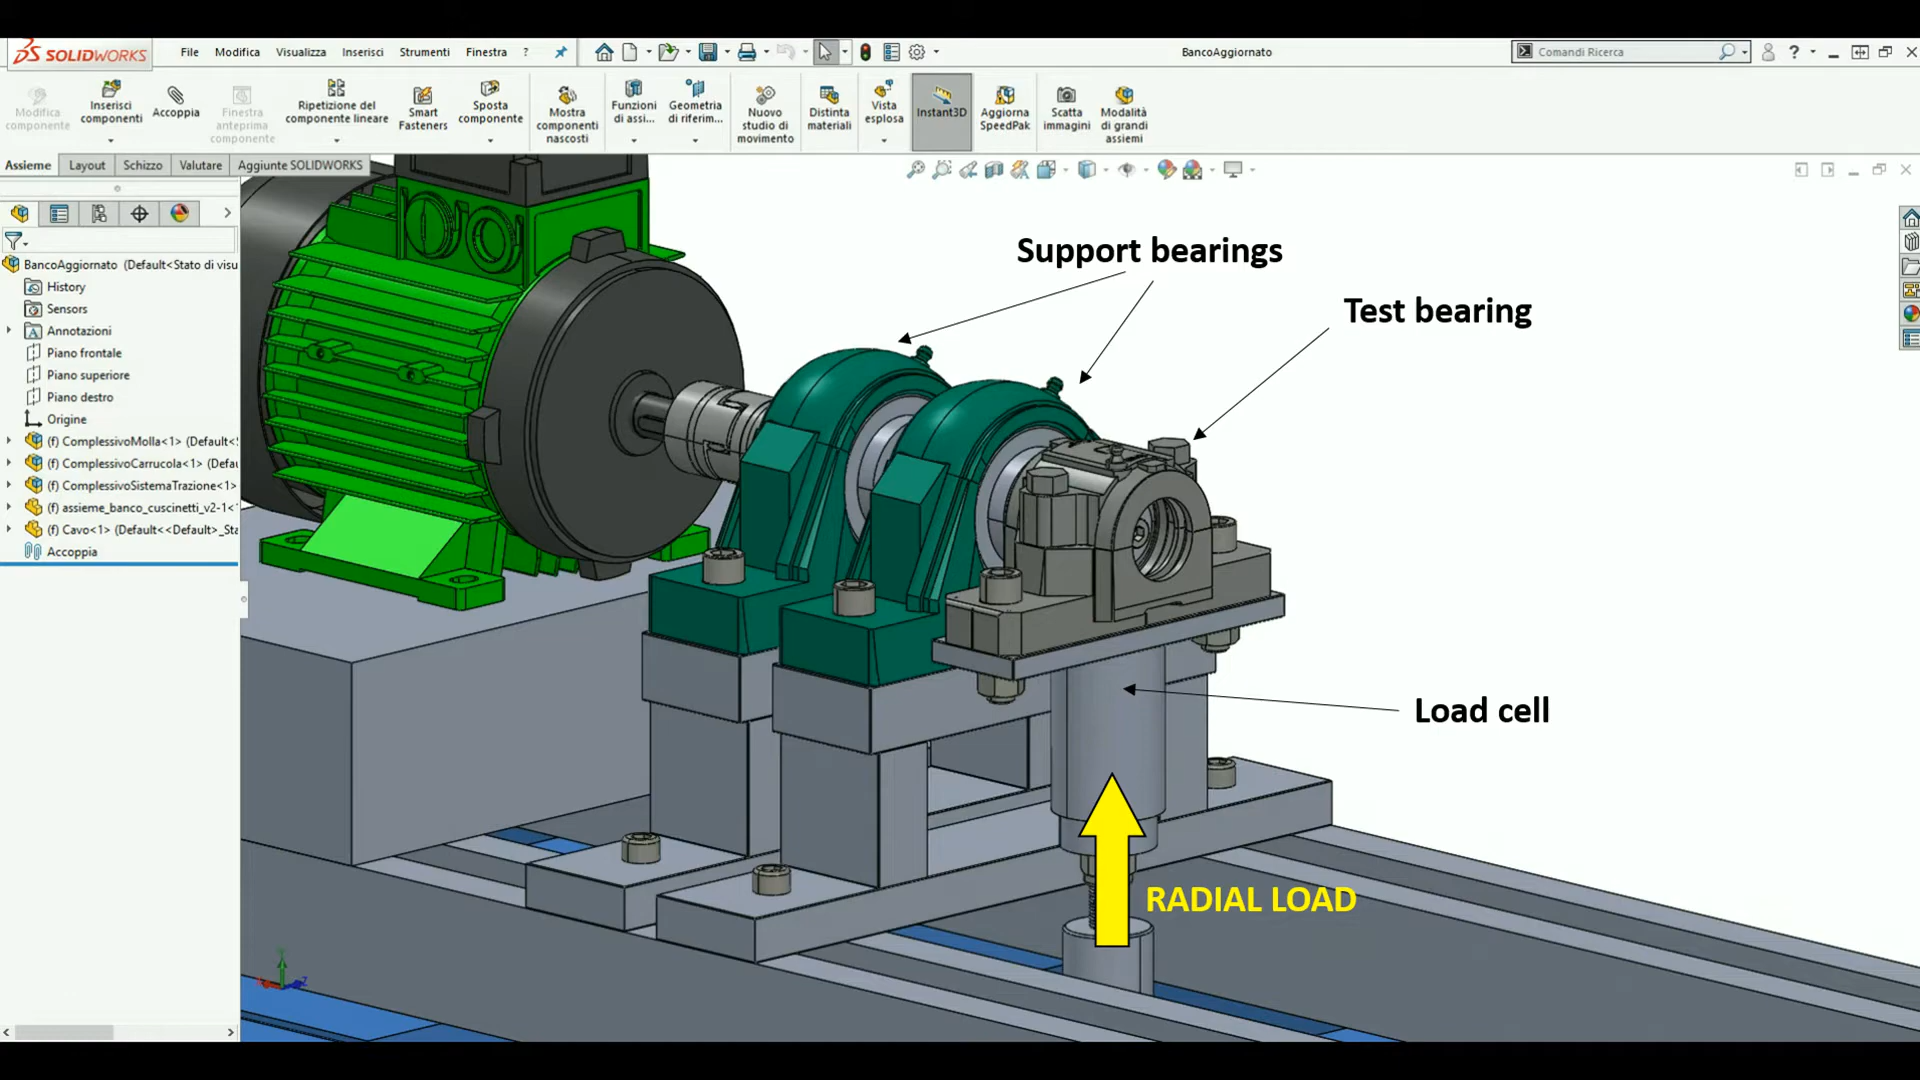 SOLIDWORKS
File
Modifica
Visualizza
Inserisci
Strumenti
Finestra
?
BancoAggiornato
Comandi Ricerca
?
Modifica
componente
Inserisci
componenti
Accoppia
Finestra
anteprima
componente
Ripetizione del
componente lineare
Smart
Fasteners
Sposta
componente
Mostra
componenti
nascosti
Funzioni
di assi...
Geometria
di riferim...
Nuovo
studio di
movimento
Distinta
materiali
Vista
esplosa
Instant3D
Aggiorna
SpeedPak
Scatta
immagini
Modalità
di grandi
assiemi
Assieme
Layout
Schizzo
Valutare
Aggiunte SOLIDWORKS
BancoAggiornato (Default<Stato di visu
History
Sensors
Annotazioni
Piano frontale
Piano superiore
Piano destro
Origine
(f) ComplessivoMolla<1> (Default<
(f) ComplessivoCarrucola<1> (Defau
(f) ComplessivoSistemaTrazione<1>
(f) assieme_banco_cuscinetti_v2-1<
(f) Cavo<1> (Default<<Default>_Sta
Accoppia
Support bearings
Test bearing
Load cell
RADIAL LOAD